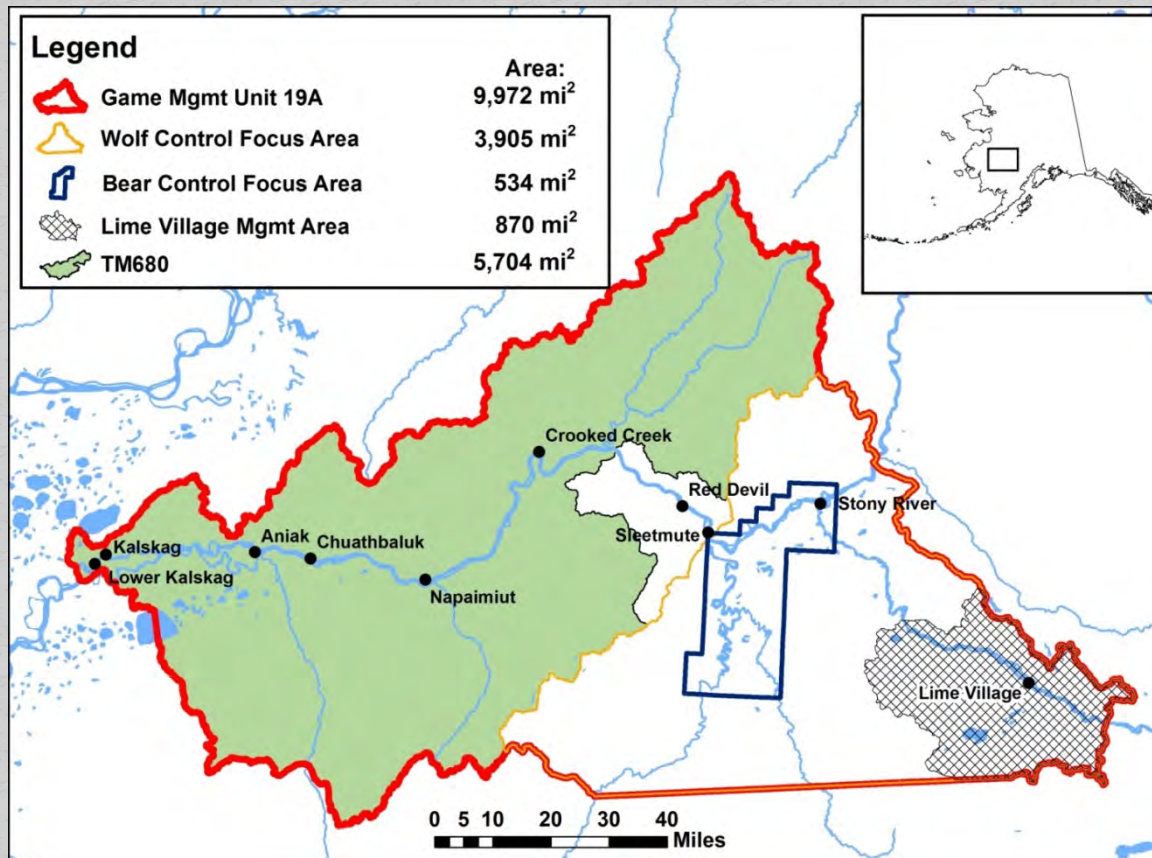 Legend
Area:
Game Mgmt Unit 19A 9,972 mi²
Wolf Control Focus Area 3,905 mi²
Bear Control Focus Area 534 mi²
Lime Village Mgmt Area 870 mi²
TM680 5,704 mi²
Crooked Creek
Red Devil
Stony River
Sleetmute
Kalskag
Aniak
Chuathbaluk
Lower Kalskag
Napaimiut
Lime Village
0 5 10 20 30 40
Miles